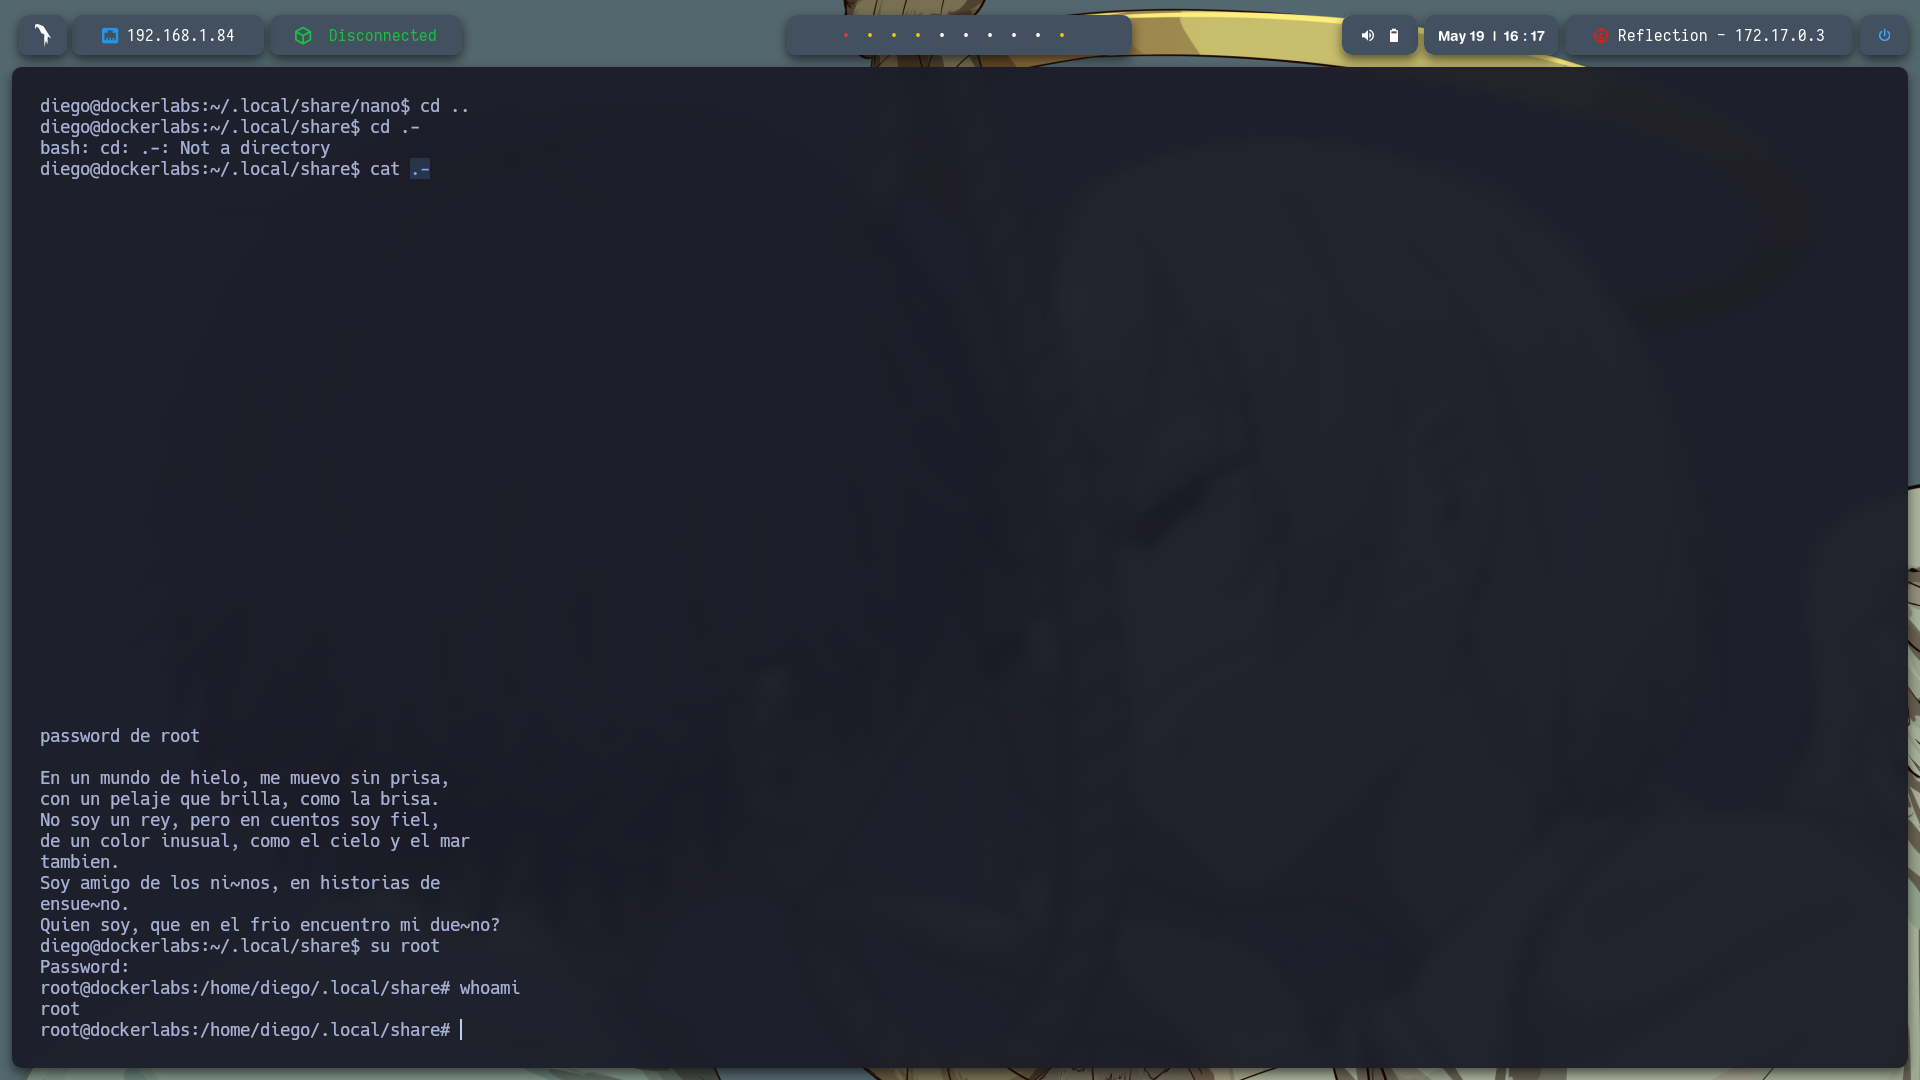 192.168.1.84
Disconnected
May 19 | 16 : 17
Reflection - 172.17.0.3
diego@dockerlabs:~/.local/share/nano$ cd ..
diego@dockerlabs:~/.local/share$ cd .-
bash: cd: .-: Not a directory
diego@dockerlabs:~/.local/share$ cat .-
password de root
En un mundo de hielo, me muevo sin prisa,
con un pelaje que brilla, como la brisa.
No soy un rey, pero en cuentos soy fiel,
de un color inusual, como el cielo y el mar
tambien.
Soy amigo de los ni~nos, en historias de
ensue~no.
Quien soy, que en el frio encuentro mi due~no?
diego@dockerlabs:~/.local/share$ su root
Password:
root@dockerlabs:/home/diego/.local/share# whoami
root
root@dockerlabs:/home/diego/.local/share#